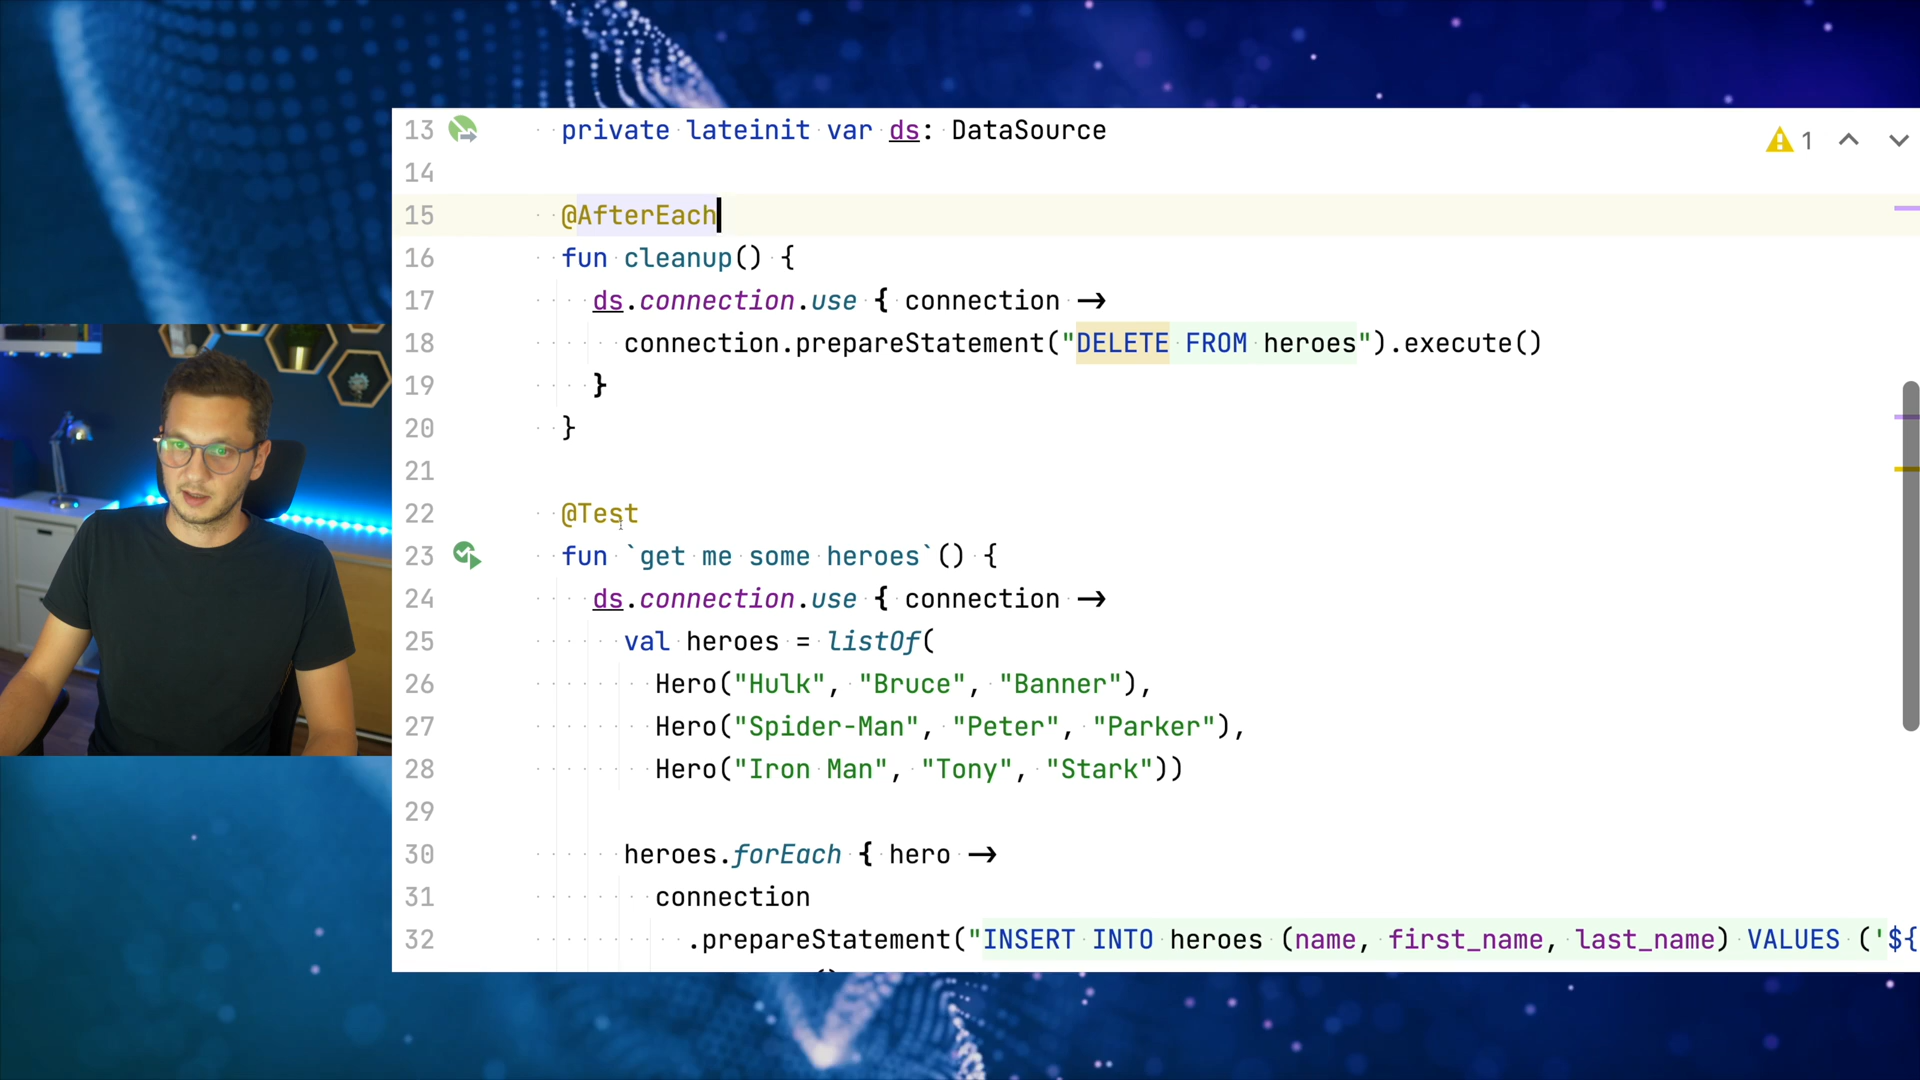 13 private lateinit var ds: DataSource
1
14
15 @AfterEach
16 fun cleanup() {
17 ds.connection.use { connection →
18 connection.prepareStatement("DELETE FROM heroes").execute()
19 }
20 }
21
22 @Test
23 fun `get me some heroes`() {
24 ds.connection.use { connection →
25 val heroes = listOf(
26 Hero("Hulk", "Bruce", "Banner"),
27 Hero("Spider-Man", "Peter", "Parker"),
28 Hero("Iron Man", "Tony", "Stark"))
29
30 heroes.forEach { hero →
31 connection
32 .prepareStatement("INSERT INTO heroes (name, first_name, last_name) VALUES ('${